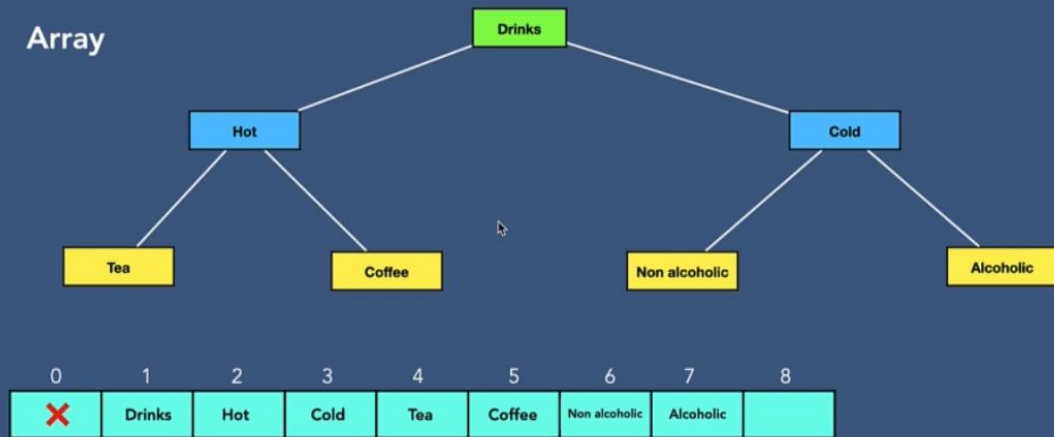 Array
Drinks
Hot
Cold
Tea
Coffee
Non alcoholic
Alcoholic
0 1 2 3 4 5 6 7 8
Drinks Hot Cold Tea Coffee Non alcoholic Alcoholic